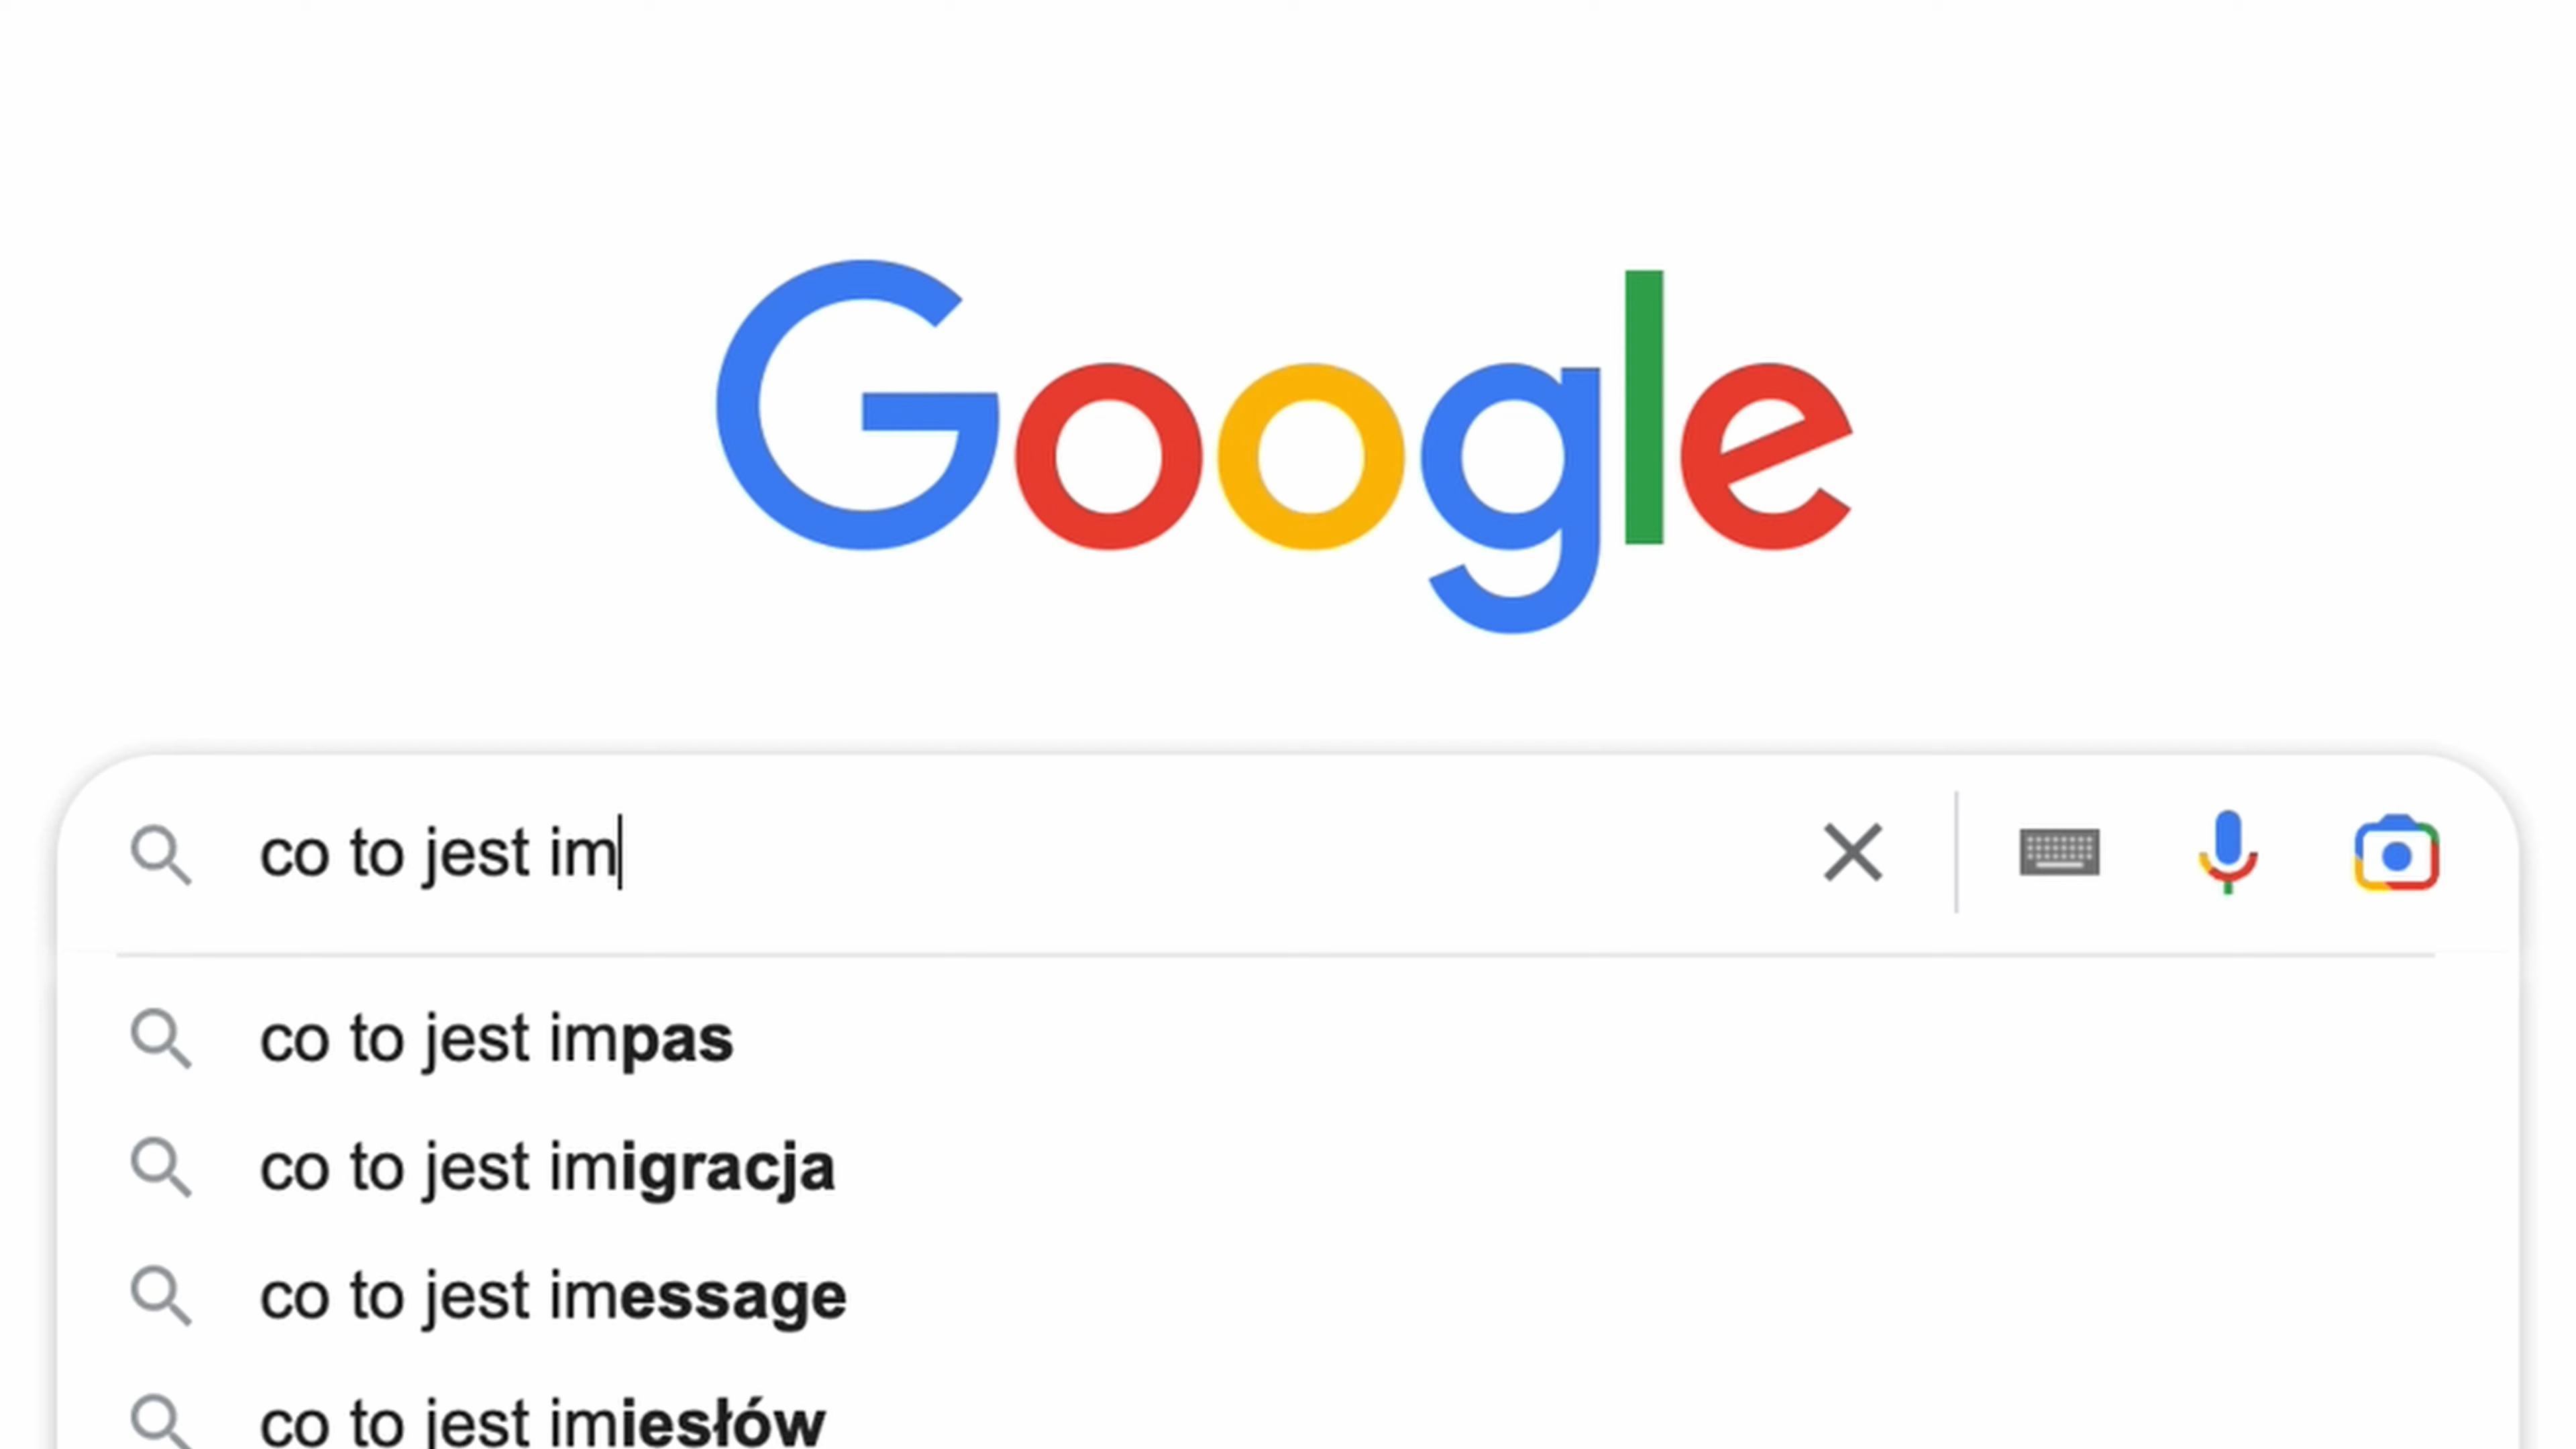 Google
co to jest im
co to jest impas
co to jest imigracja
co to jest imessage
co to jest imiesłów